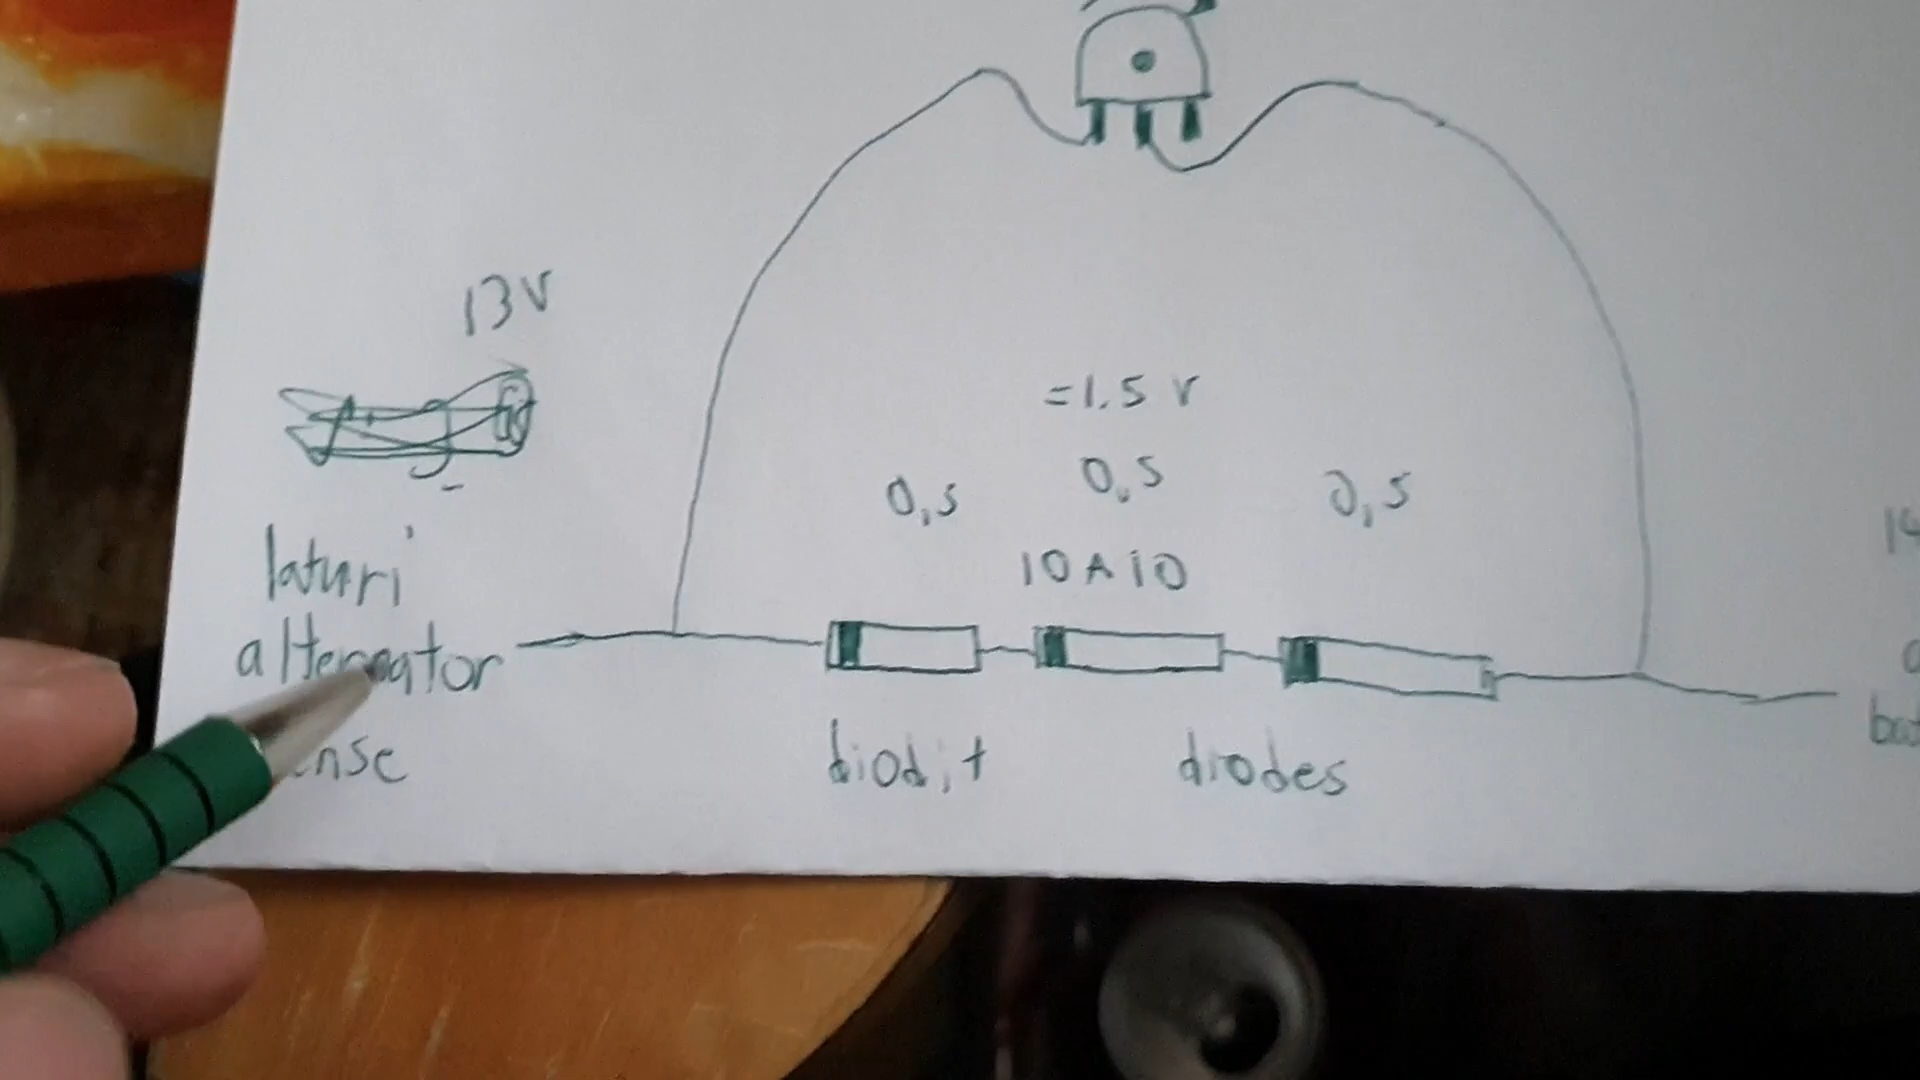 13V
=1.5 V
0,5 0,5 0,5
10A10
laturi
alternator
diodit diodes